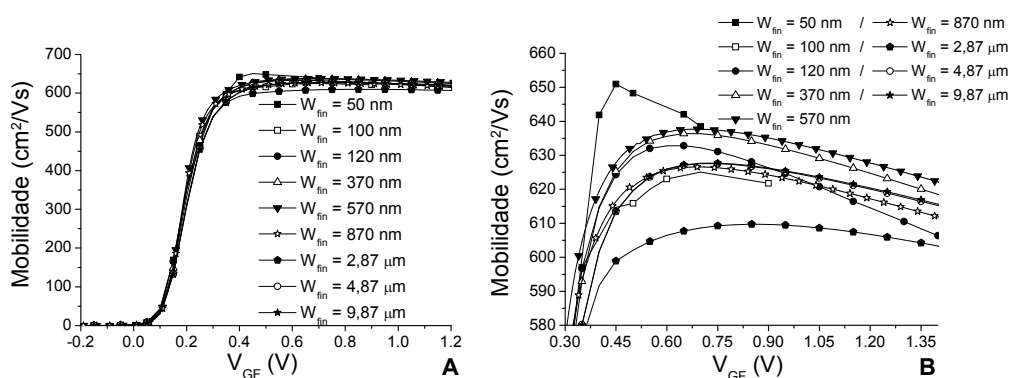 Mobilidade (cm²/Vs)
700
600
500
400
300
200
100
0
W_fin = 50 nm
W_fin = 100 nm
W_fin = 120 nm
W_fin = 370 nm
W_fin = 570 nm
W_fin = 870 nm
W_fin = 2,87 μm
W_fin = 4,87 μm
W_fin = 9,87 μm
-0.2 0.0 0.2 0.4 0.6 0.8 1.0 1.2
V_GF (V)
A
W_fin = 50 nm / W_fin = 870 nm
W_fin = 100 nm / W_fin = 2,87 μm
W_fin = 120 nm / W_fin = 4,87 μm
W_fin = 370 nm / W_fin = 9,87 μm
W_fin = 570 nm
Mobilidade (cm²/Vs)
660
650
640
630
620
610
600
590
580
0.30 0.45 0.60 0.75 0.90 1.05 1.20 1.35
V_GF (V)
B